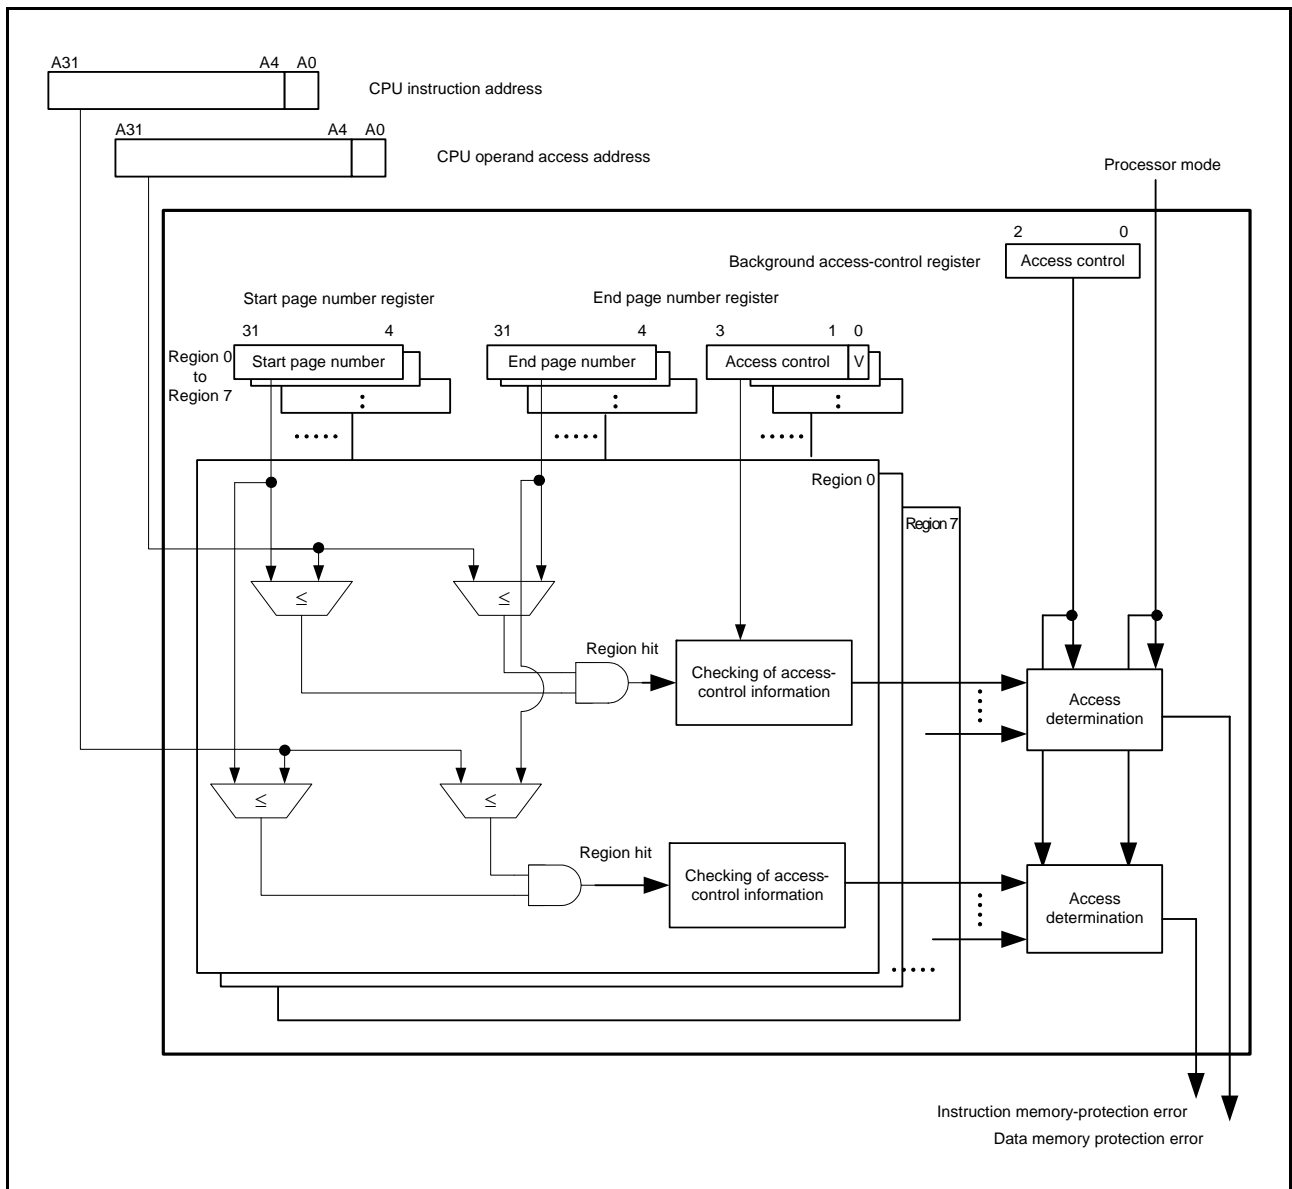 A31 A4 A0
CPU instruction address
A31 A4 A0
CPU operand access address
Processor mode
2 0
Background access-control register
Access control
Start page number register
End page number register
31 4
31 4
3 1 0
Region 0
to
Region 7
Start page number
End page number
Access control
V
Region 0
Region 7
≤
≤
Region hit
Checking of access-
control information
Access
determination
≤
≤
Region hit
Checking of access-
control information
Access
determination
Instruction memory-protection error
Data memory protection error